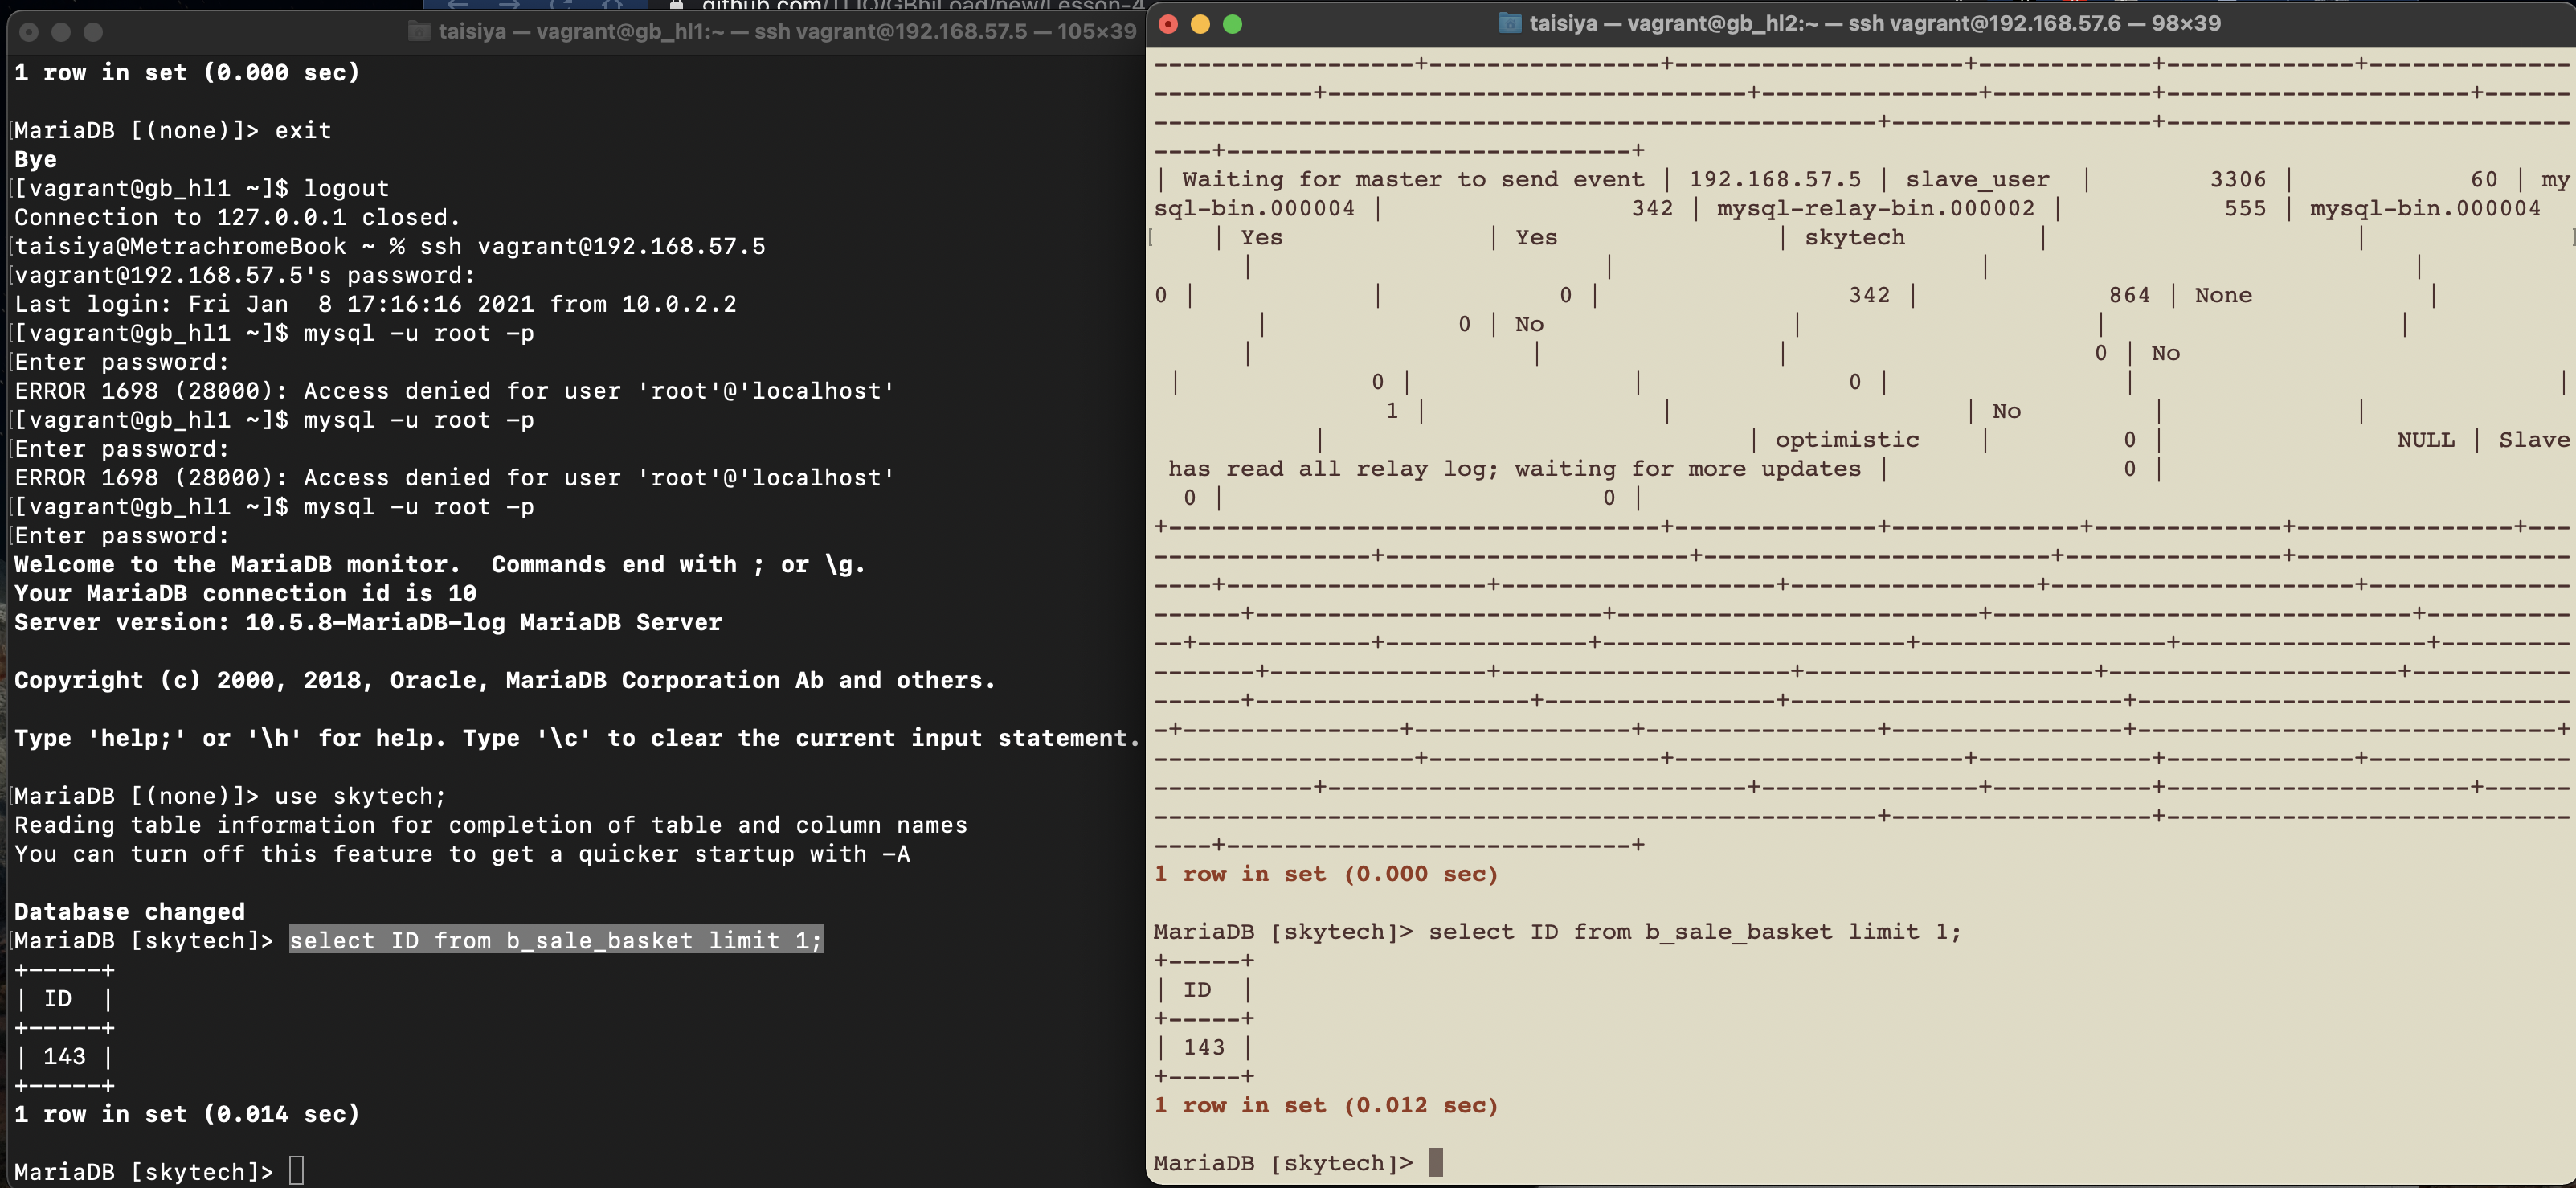 github.com/TLIQ/GBhiLoad/new/Lesson-4
taisiya — vagrant@gb_hl1:~ — ssh vagrant@192.168.57.5 — 105×39
1 row in set (0.000 sec)
MariaDB [(none)]> exit
Bye
[vagrant@gb_hl1 ~]$ logout
Connection to 127.0.0.1 closed.
taisiya@MetrachromeBook ~ % ssh vagrant@192.168.57.5
vagrant@192.168.57.5's password:
Last login: Fri Jan  8 17:16:16 2021 from 10.0.2.2
[vagrant@gb_hl1 ~]$ mysql -u root -p
Enter password:
ERROR 1698 (28000): Access denied for user 'root'@'localhost'
[vagrant@gb_hl1 ~]$ mysql -u root -p
Enter password:
ERROR 1698 (28000): Access denied for user 'root'@'localhost'
[vagrant@gb_hl1 ~]$ mysql -u root -p
Enter password:
Welcome to the MariaDB monitor.  Commands end with ; or \g.
Your MariaDB connection id is 10
Server version: 10.5.8-MariaDB-log MariaDB Server
Copyright (c) 2000, 2018, Oracle, MariaDB Corporation Ab and others.
Type 'help;' or '\h' for help. Type '\c' to clear the current input statement.
MariaDB [(none)]> use skytech;
Reading table information for completion of table and column names
You can turn off this feature to get a quicker startup with -A
Database changed
MariaDB [skytech]> select ID from b_sale_basket limit 1;
+-----+
| ID  |
+-----+
| 143 |
+-----+
1 row in set (0.014 sec)
MariaDB [skytech]>
taisiya — vagrant@gb_hl2:~ — ssh vagrant@192.168.57.6 — 98×39
| Waiting for master to send event | 192.168.57.5 | slave_user  |        3306 |            60 | my
sql-bin.000004 |                 342 | mysql-relay-bin.000002 |           555 | mysql-bin.000004
| Yes              | Yes               | skytech         |                     |
|                        |                         |                             |
0 |            |            0 |                 342 |             864 | None            |
|             0 | No                  |                    |                    |
|                   |                |                     0 | No
|             0 |               |              0 |                |                             |
1 |                |                    | No           |             |
|                             | optimistic    |         0 |                NULL | Slave
has read all relay log; waiting for more updates |                0 |
0 |                          0 |
1 row in set (0.000 sec)
MariaDB [skytech]> select ID from b_sale_basket limit 1;
+-----+
| ID  |
+-----+
| 143 |
+-----+
1 row in set (0.012 sec)
MariaDB [skytech]>